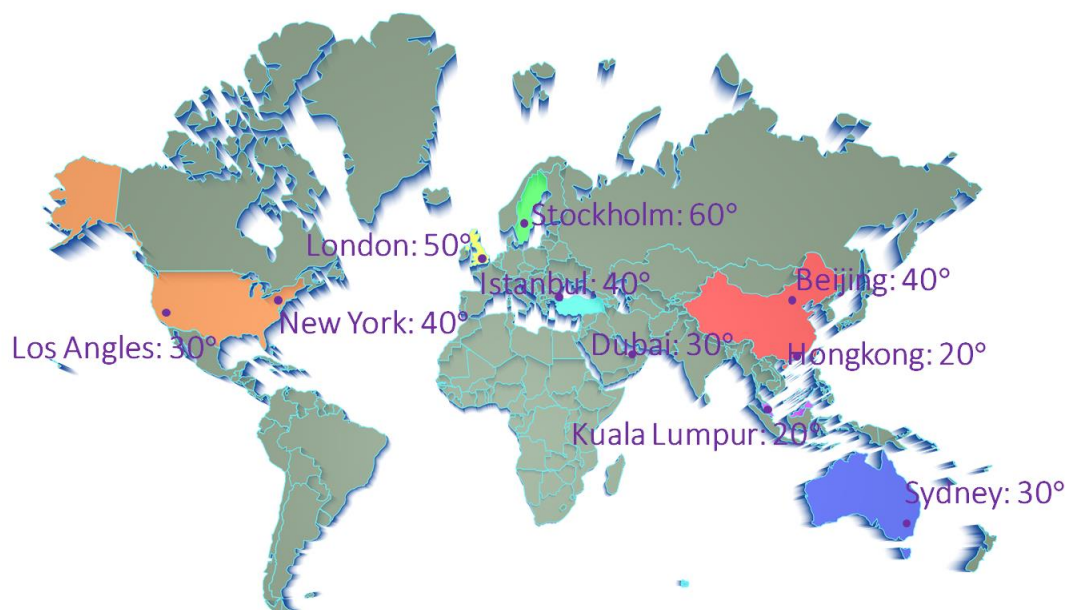 Stockholm: 60°
London: 50°
Istanbul: 40°
Beijing: 40°
New York: 40°
Los Angles: 30°
Dubai: 30°
Hongkong: 20°
Kuala Lumpur: 20°
Sydney: 30°